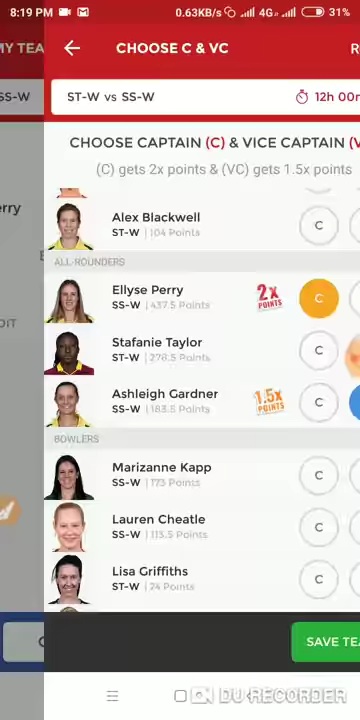 8:19 PM 0.63KB/s 4G 31%
MY TEA
CHOOSE C & VC
SS-W
ST-W vs SS-W
12h 00
CHOOSE CAPTAIN (C) & VICE CAPTAIN (V
(C) gets 2x points & (VC) gets 1.5x points
Alex Blackwell
ST-W | 104 Points
C
ALL-ROUNDERS
rry
Ellyse Perry
SS-W | 437.5 Points
2x
POINTS
C
Stafanie Taylor
ST-W | 278.5 Points
C
Ashleigh Gardner
SS-W | 183.5 Points
1.5x
POINTS
C
BOWLERS
Marizanne Kapp
SS-W | 173 Points
C
Lauren Cheatle
SS-W | 113.5 Points
C
Lisa Griffiths
ST-W | 24 Points
C
SAVE TEA
DU RECORDER